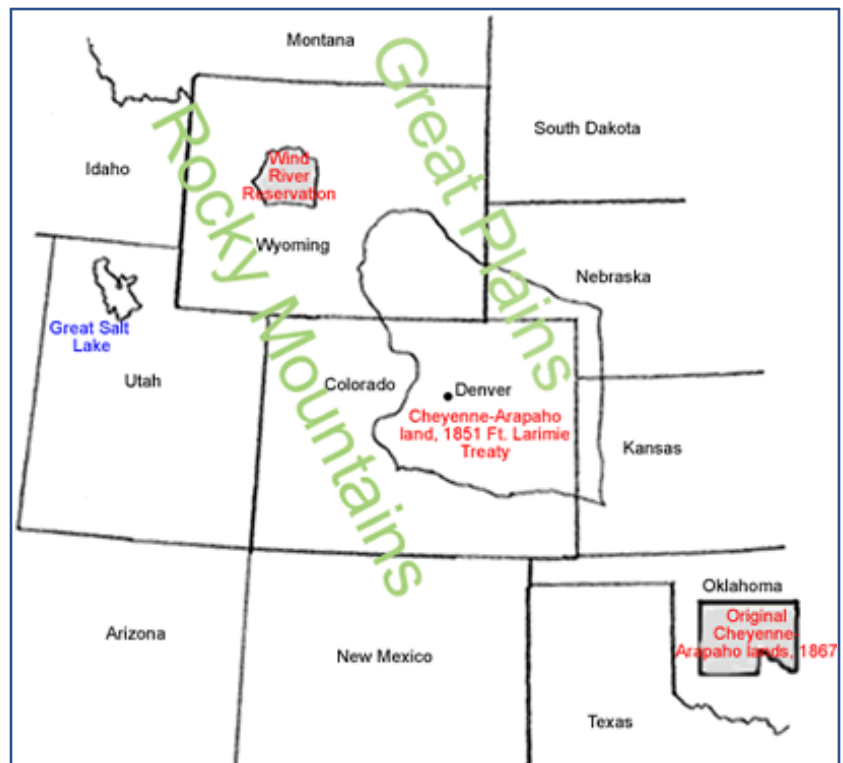 Montana
Great Plains
Rocky Mountains
South Dakota
Idaho
Wind
River
Reservation
Wyoming
Nebraska
Great Salt
Lake
Utah
Colorado
Denver
Cheyenne-Arapaho
land, 1851 Ft. Larimie
Treaty
Kansas
Oklahoma
Original
Cheyenne-
Arapaho lands, 1867
Arizona
New Mexico
Texas